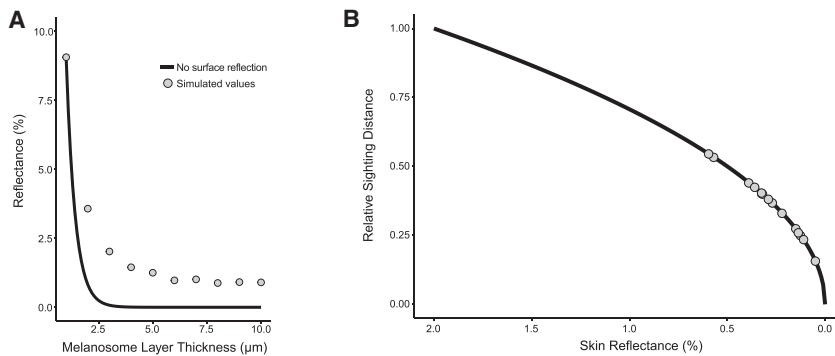 A
10.0
7.5
5.0
2.5
0.0
Reflectance (%)
No surface reflection
Simulated values
2.5
5.0
7.5
10.0
Melanosome Layer Thickness (μm)
B
1.00
0.75
0.50
0.25
0.00
Relative Sighting Distance
2.0
1.5
1.0
0.5
0.0
Skin Reflectance (%)